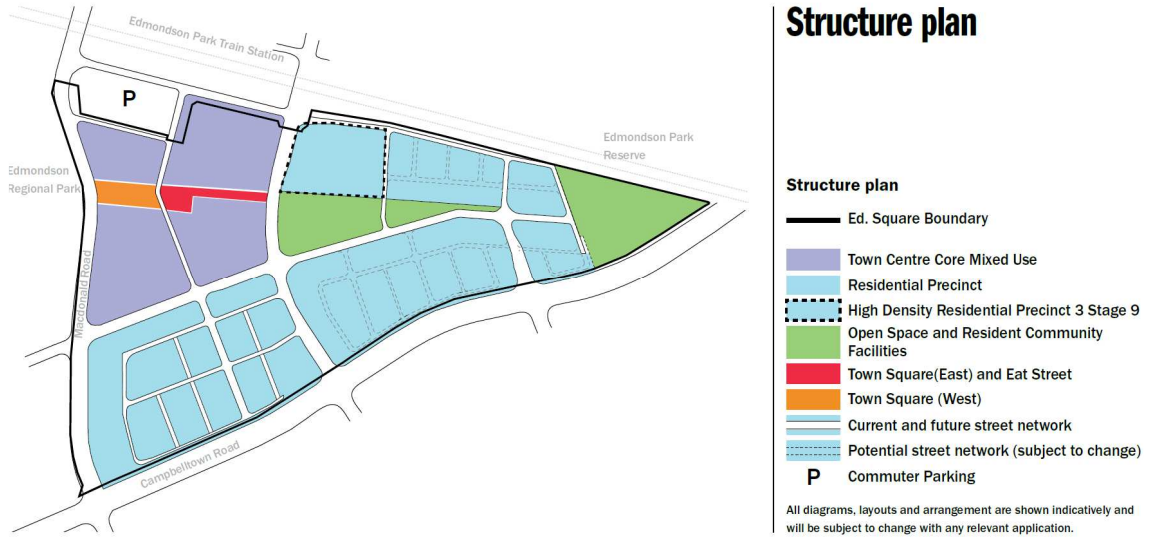 Edmondson Park Train Station
P
Edmondson
Regional Park
Edmondson Park
Reserve
Macdonald Road
Campbelltown Road
Structure plan
Structure plan
Ed. Square Boundary
Town Centre Core Mixed Use
Residential Precinct
High Density Residential Precinct 3 Stage 9
Open Space and Resident Community
Facilities
Town Square(East) and Eat Street
Town Square (West)
Current and future street network
Potential street network (subject to change)
P
Commuter Parking
All diagrams, layouts and arrangement are shown indicatively and
will be subject to change with any relevant application.